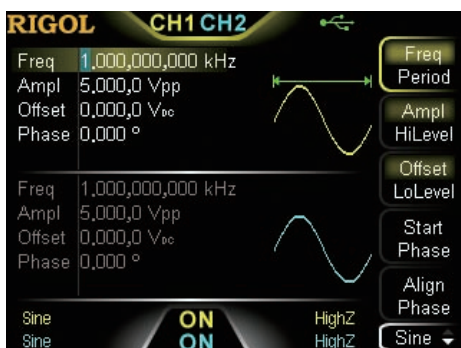 RIGOL CH1 CH2
Freq 1.000,000,000 kHz
Ampl 5.000,0 Vpp
Offset 0.000,0 VDC
Phase 0.000 °
Freq 1.000,000,000 kHz
Ampl 5.000,0 Vpp
Offset 0.000,0 VDC
Phase 0.000 °
Sine ON HighZ
Sine ON HighZ
Freq
Period
Ampl
HiLevel
Offset
LoLevel
Start
Phase
Align
Phase
Sine